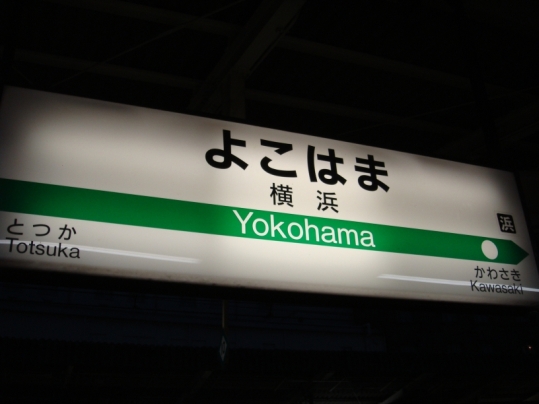 よこはま
横浜
浜
Yokohama
とつか
Totsuka
かわさき
Kawasaki